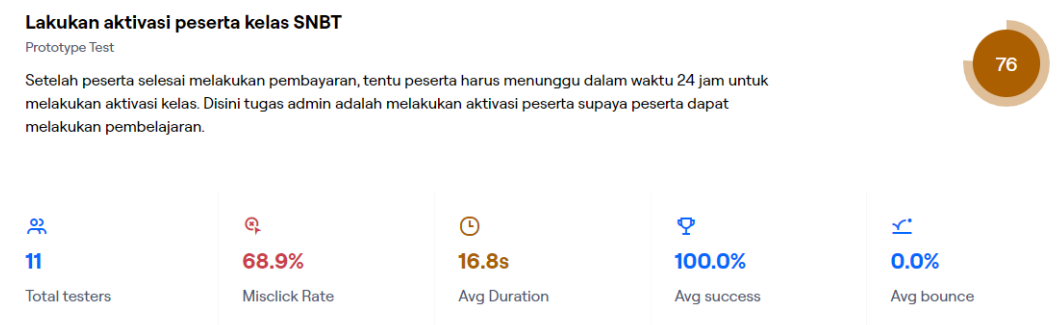 Lakukan aktivasi peserta kelas SNBT
Prototype Test
76
Setelah peserta selesai melakukan pembayaran, tentu peserta harus menunggu dalam waktu 24 jam untuk
melakukan aktivasi kelas. Disini tugas admin adalah melakukan aktivasi peserta supaya peserta dapat
melakukan pembelajaran.
11
Total testers
68.9%
Misclick Rate
16.8s
Avg Duration
100.0%
Avg success
0.0%
Avg bounce